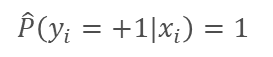 P̂(yᵢ = +1|xᵢ) = 1